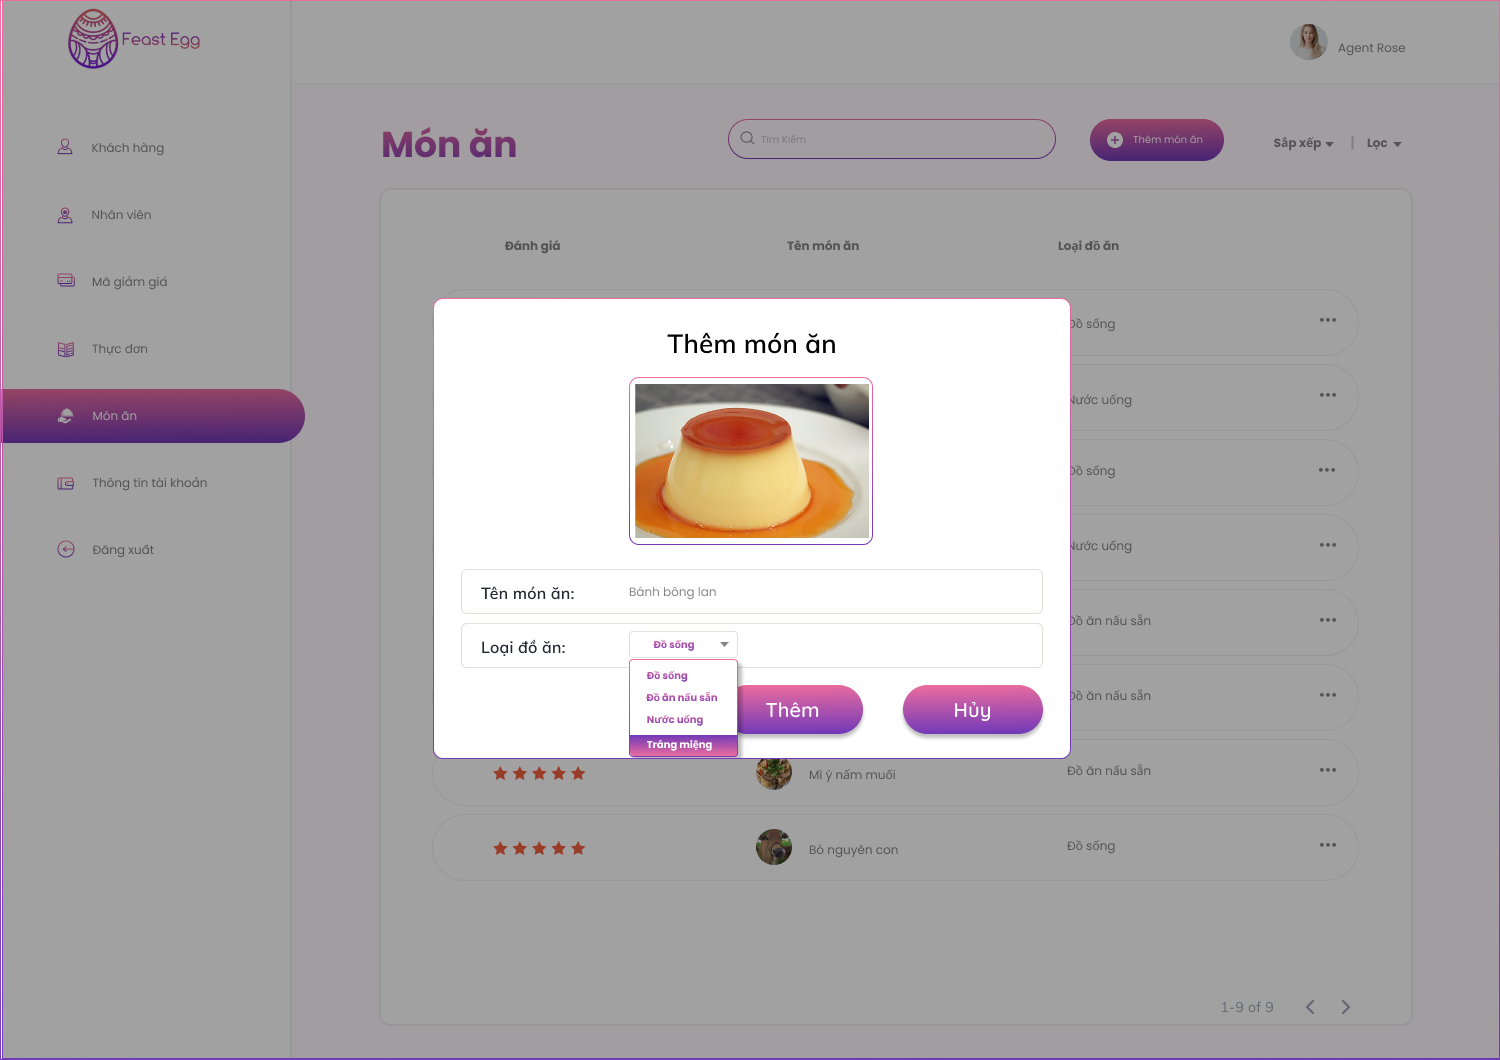 Feast Egg
Agent Rose
Khách hàng
Nhân viên
Mã giảm giá
Thực đơn
Món ăn
Thông tin tài khoản
Đăng xuất
Món ăn
Tìm Kiếm
Thêm món ăn
Sắp xếp | Lọc
Đánh giá Tên món ăn Loại đồ ăn
Đồ sống
Nước uống
Đồ sống
Nước uống
Đồ ăn nấu sẵn
Đồ ăn nấu sẵn
Mì ý nấm muối Đồ ăn nấu sẵn
Bò nguyên con Đồ sống
1-9 of 9
Thêm món ăn
Tên món ăn: Bánh bông lan
Loại đồ ăn: Đồ sống
Đồ sống
Đồ ăn nấu sẵn
Nước uống
Tráng miệng
Thêm Hủy